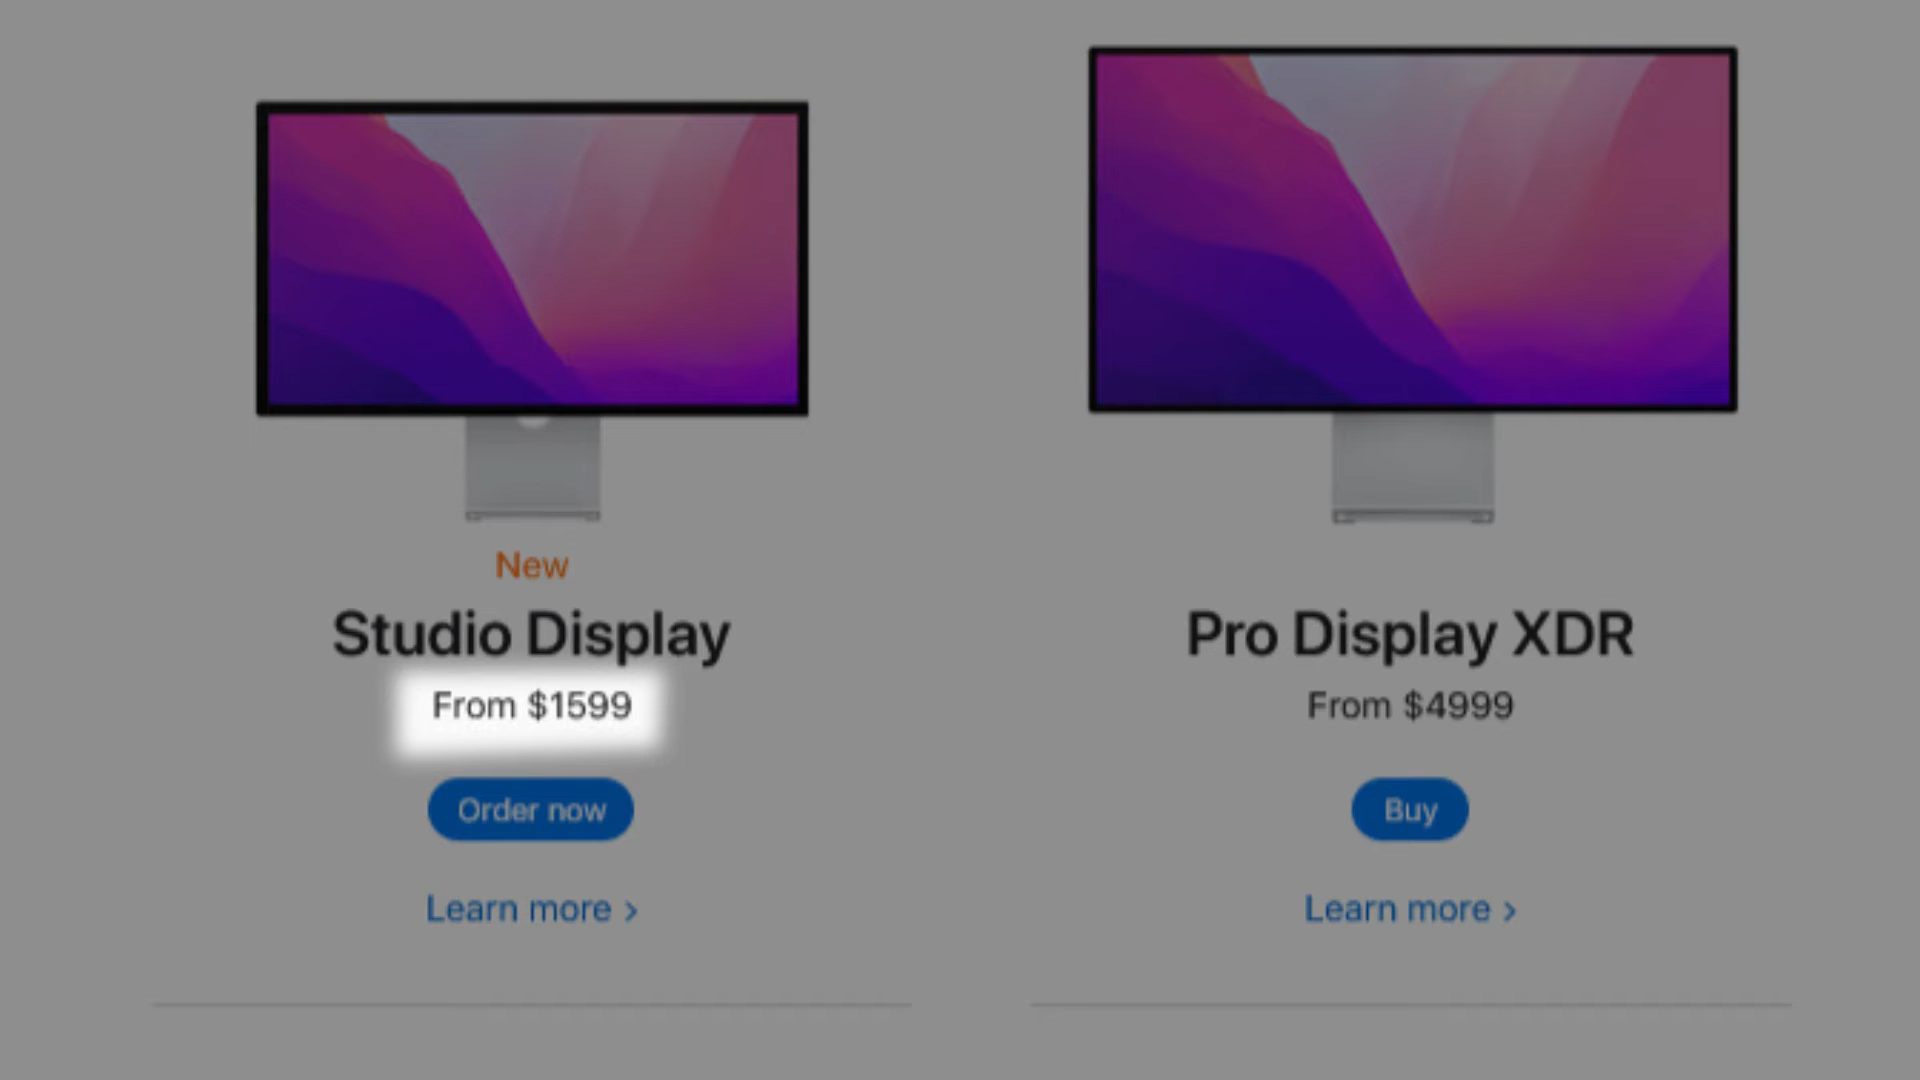 New
Studio Display
From $1599
Order now
Learn more >
Pro Display XDR
From $4999
Buy
Learn more >